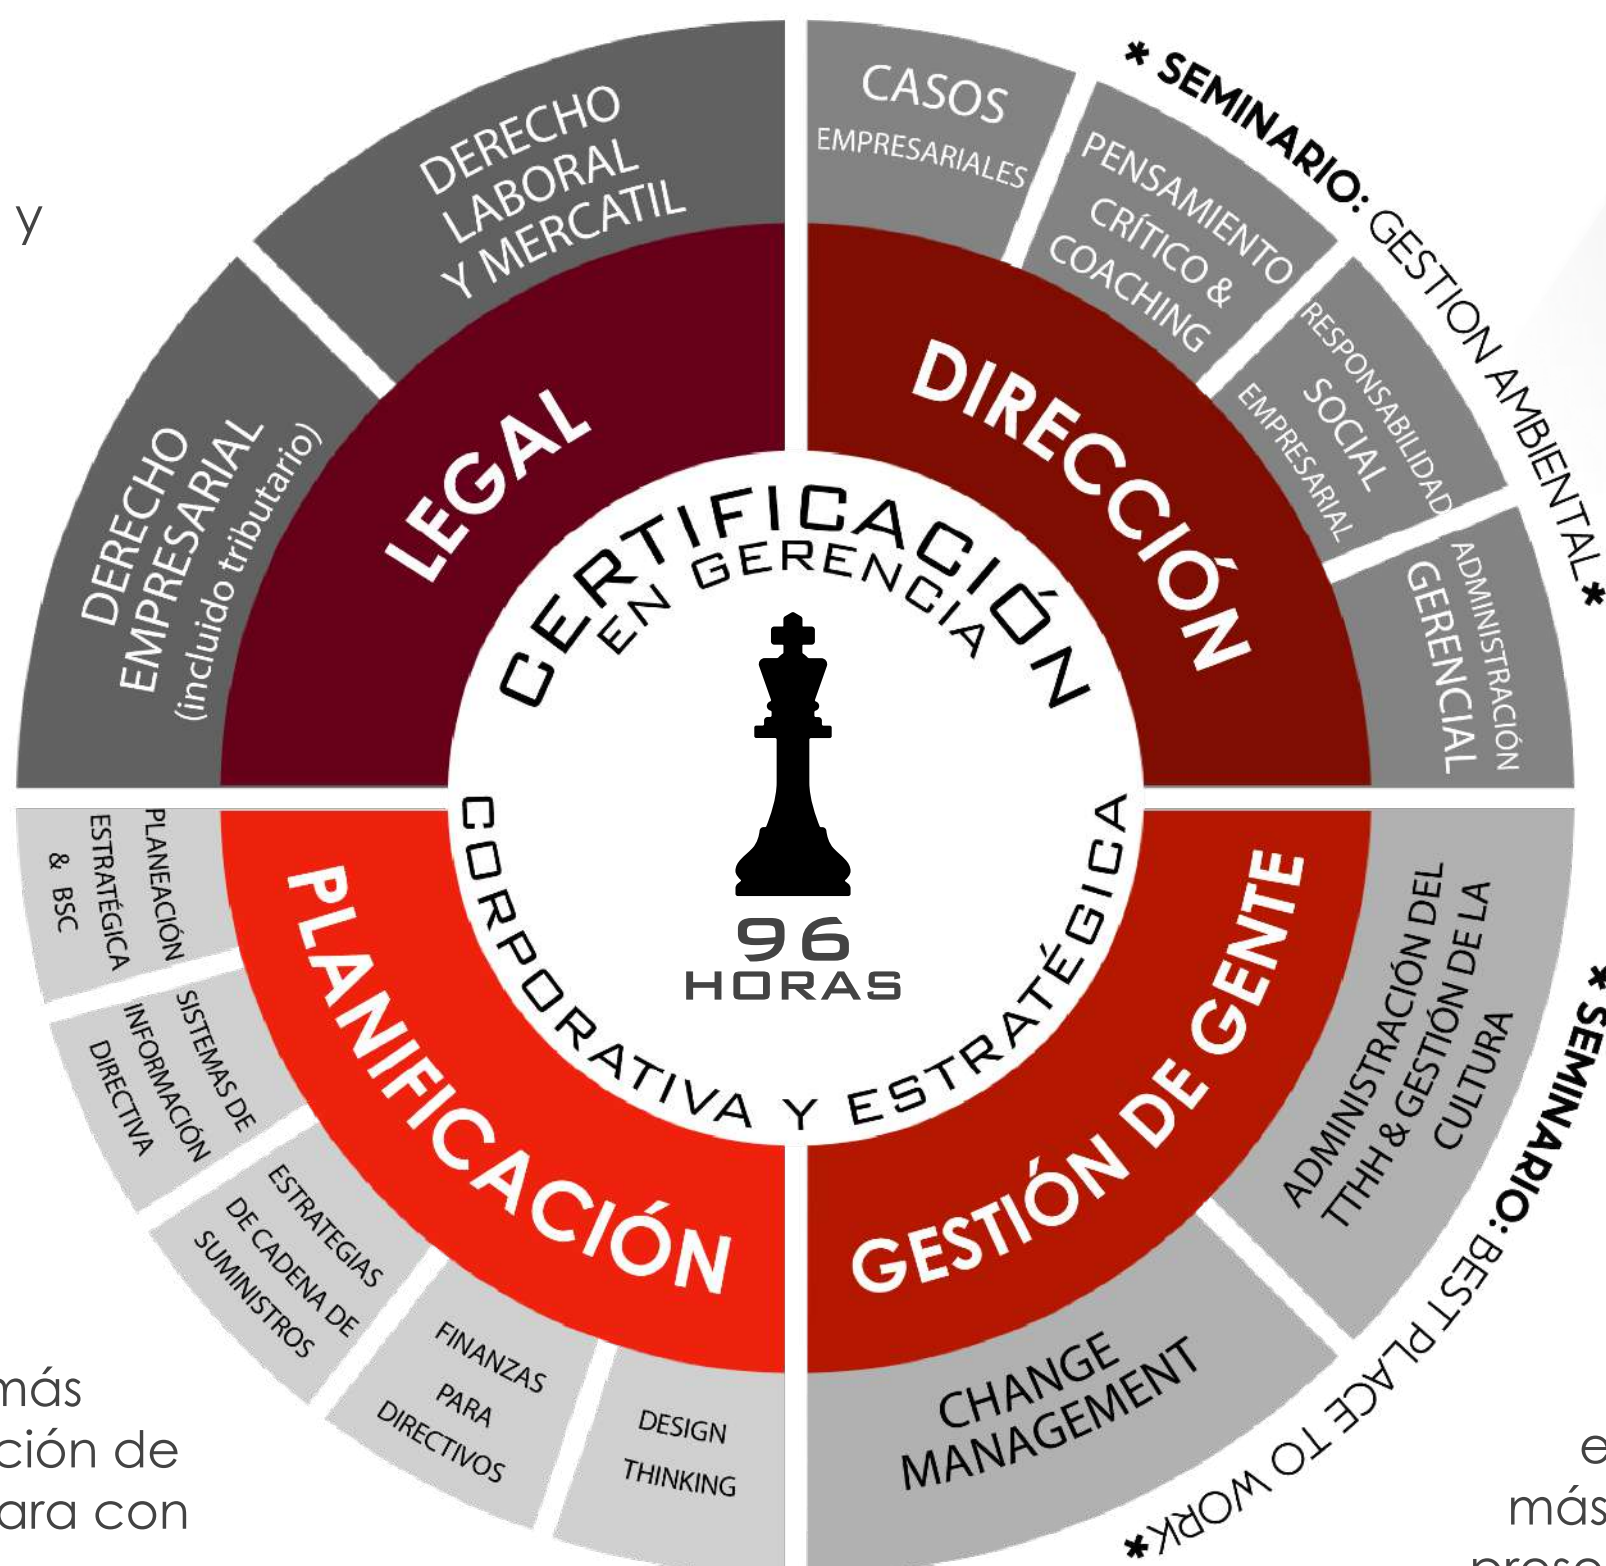 y
DERECHO
LABORAL
Y MERCATIL
DERECHO
EMPRESARIAL
(incluido tributario)
LEGAL
CASOS
EMPRESARIALES
PENSAMIENTO
CRÍTICO &
COACHING
RESPONSABILIDAD
SOCIAL
EMPRESARIAL
ADMINISTRACIÓN
GERENCIAL
DIRECCIÓN
* SEMINARIO: GESTION AMBIENTAL*
CERTIFICACIÓN
EN GERENCIA
CORPORATIVA Y ESTRATÉGICA
96
HORAS
PLANIFICACIÓN
PLANEACIÓN
ESTRATÉGICA
& BSC
SISTEMAS DE
INFORMACIÓN
DIRECTIVA
ESTRATEGIAS
DE CADENA DE
SUMINISTROS
FINANZAS
PARA
DIRECTIVOS
DESIGN
THINKING
GESTIÓN DE GENTE
ADMINISTRACIÓN DEL
TTHH & GESTIÓN DE LA
CULTURA
CHANGE
MANAGEMENT
* SEMINARIO: BEST PLACE TO WORK*
más
ción de
ara con
e
más